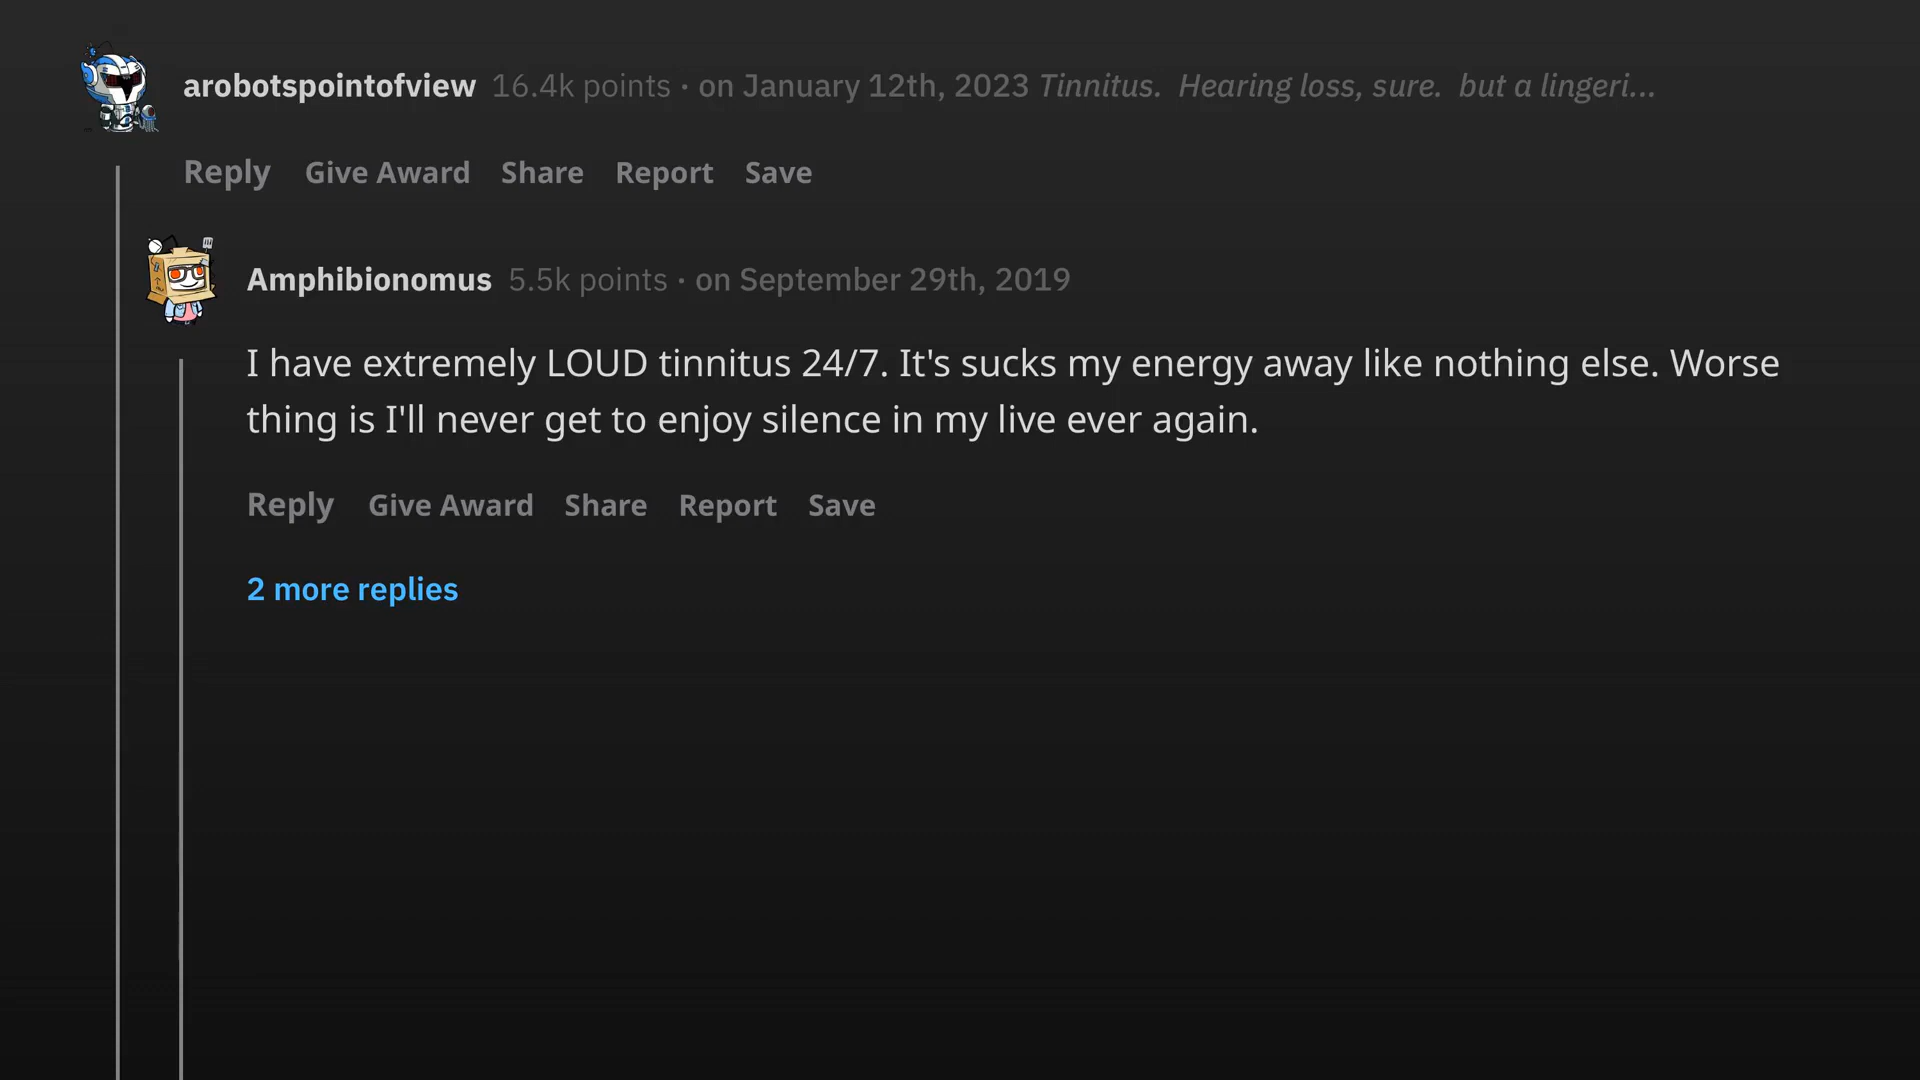 arobotspointofview 16.4k points · on January 12th, 2023 Tinnitus. Hearing loss, sure. but a lingeri...
Reply Give Award Share Report Save
Amphibionomus 5.5k points · on September 29th, 2019
I have extremely LOUD tinnitus 24/7. It's sucks my energy away like nothing else. Worse
thing is I'll never get to enjoy silence in my live ever again.
Reply Give Award Share Report Save
2 more replies